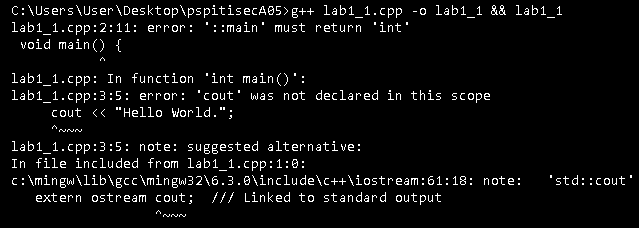 C:\Users\User\Desktop\pspitisecA05>g++ lab1_1.cpp -o lab1_1 && lab1_1
lab1_1.cpp:2:11: error: '::main' must return 'int'
 void main() {
           ^
lab1_1.cpp: In function 'int main()':
lab1_1.cpp:3:5: error: 'cout' was not declared in this scope
     cout << "Hello World.";
     ^~~~
lab1_1.cpp:3:5: note: suggested alternative:
In file included from lab1_1.cpp:1:0:
c:\mingw\lib\gcc\mingw32\6.3.0\include\c++\iostream:61:18: note:   'std::cout'
   extern ostream cout;  /// Linked to standard output
                  ^~~~